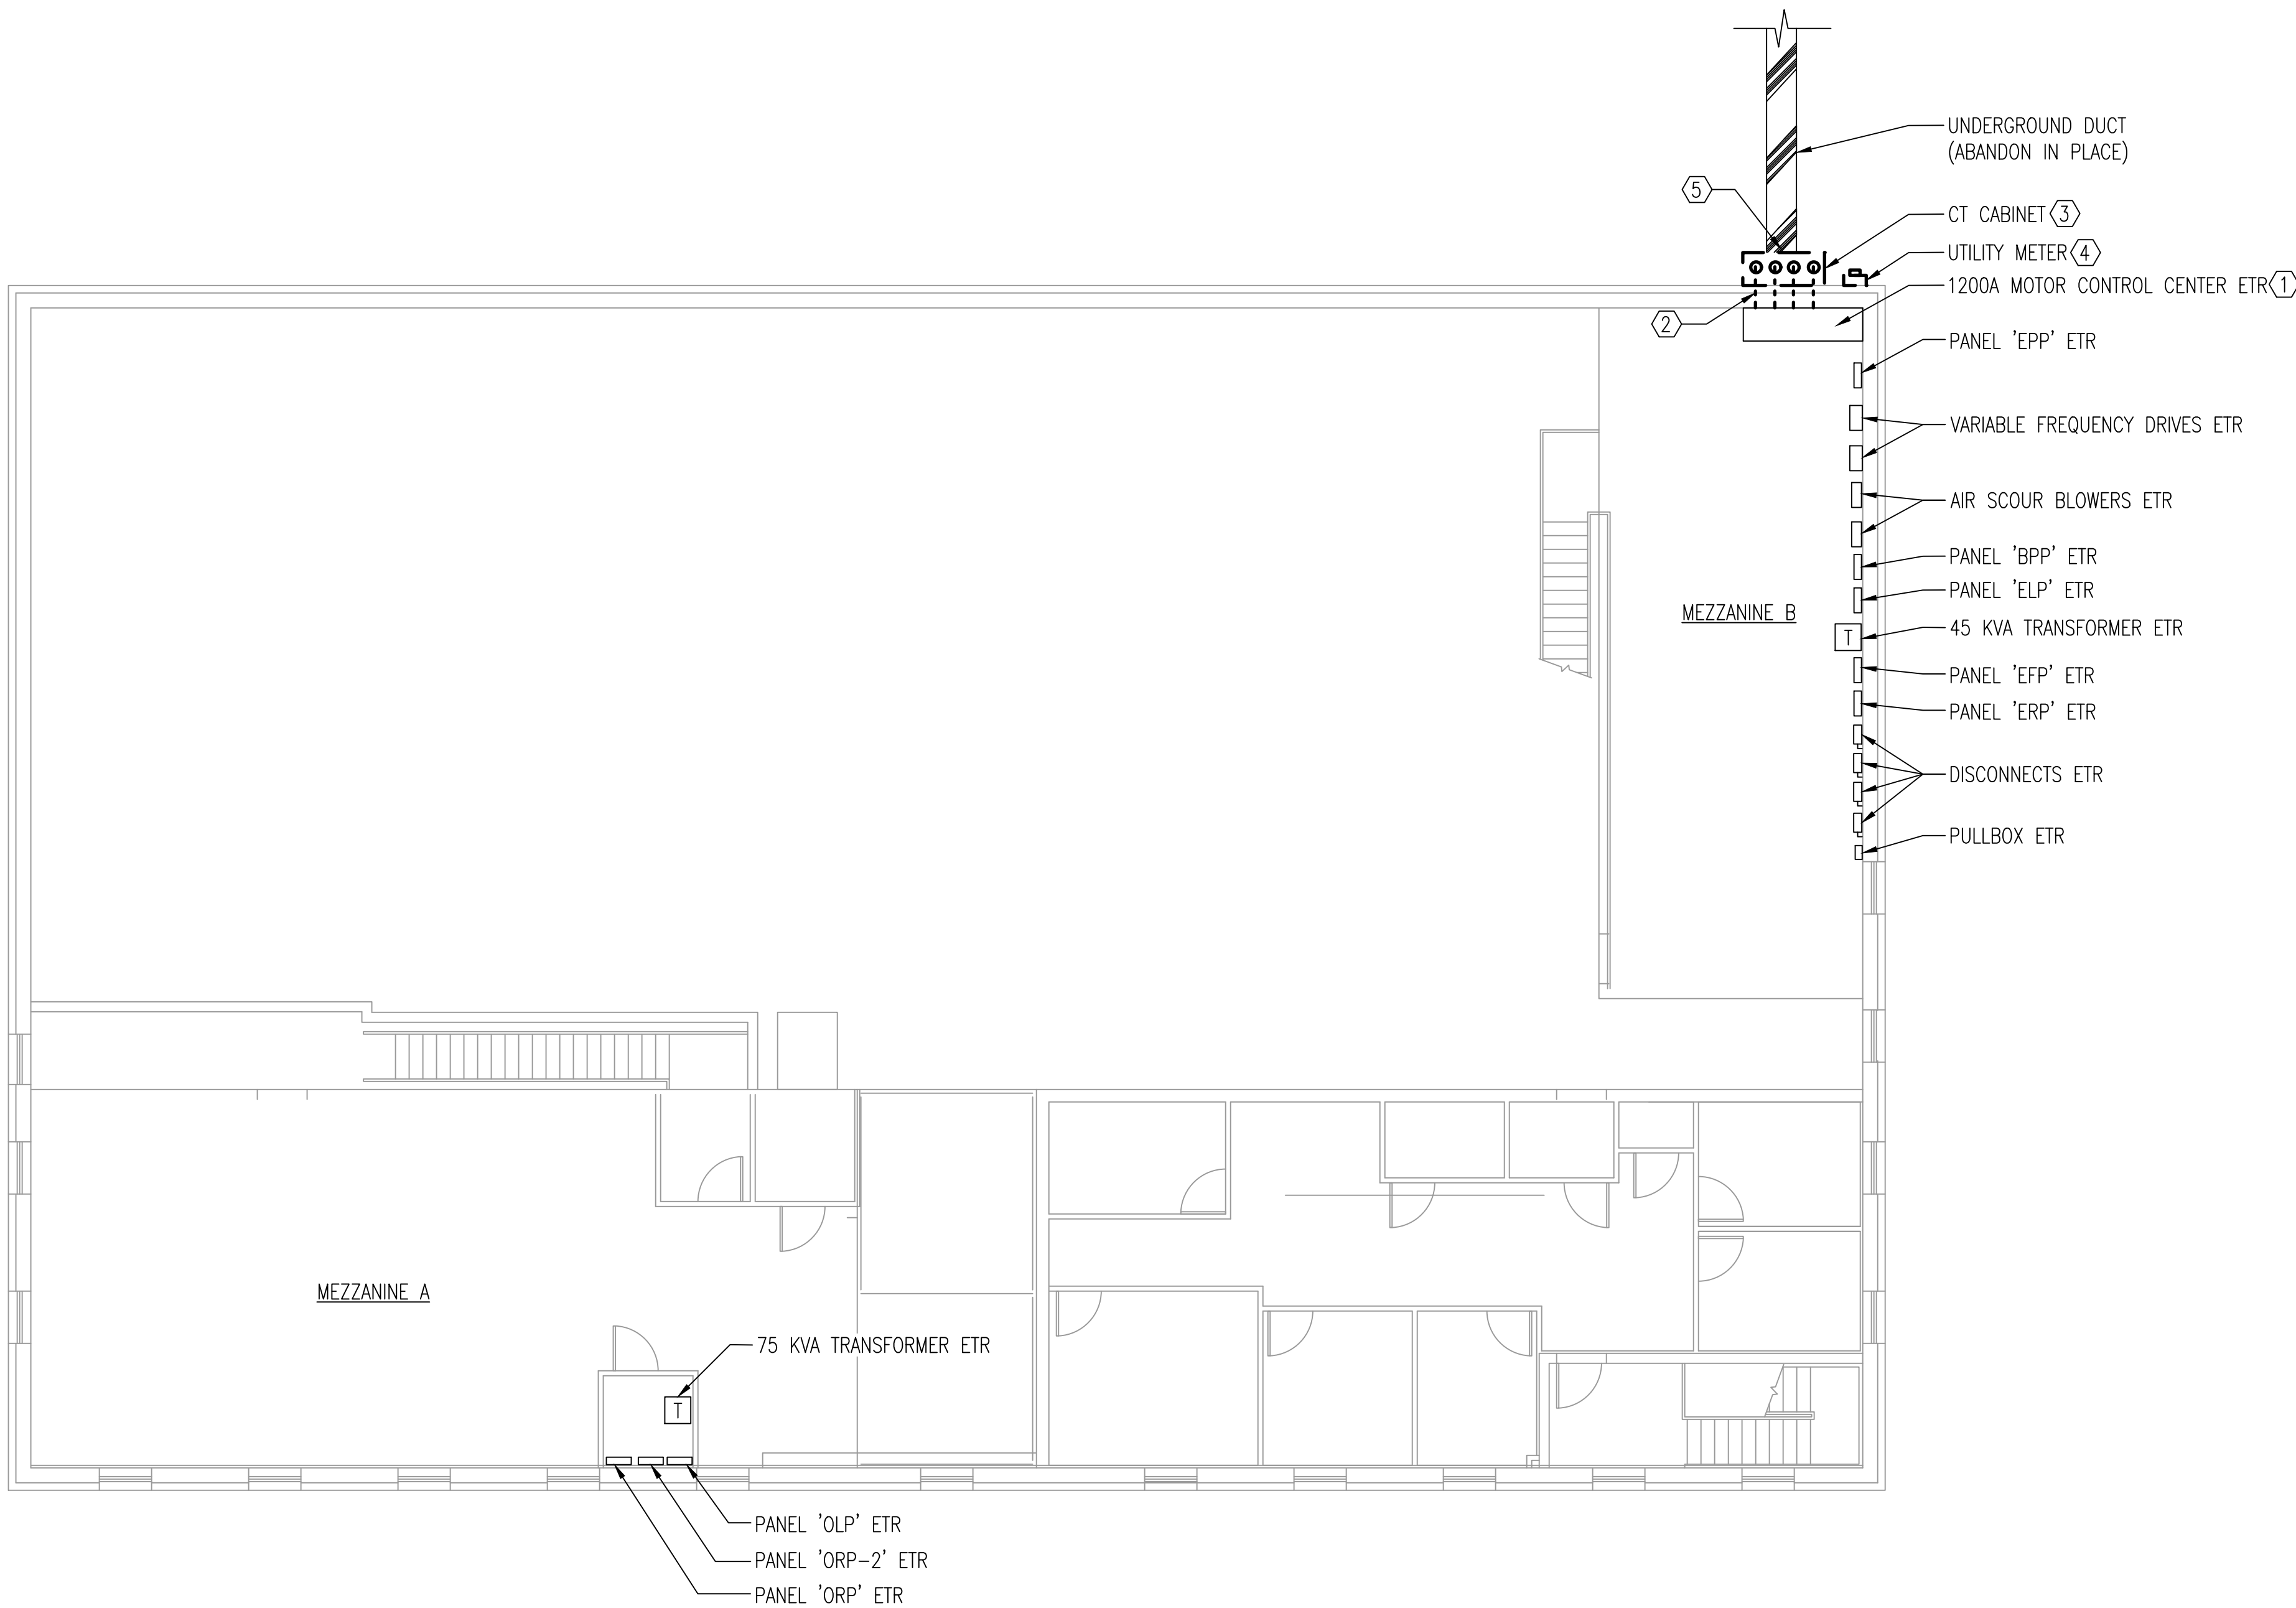 UNDERGROUND DUCT
(ABANDON IN PLACE)
5
CT CABINET 3
UTILITY METER 4
1200A MOTOR CONTROL CENTER ETR 1
2
PANEL 'EPP' ETR
VARIABLE FREQUENCY DRIVES ETR
AIR SCOUR BLOWERS ETR
PANEL 'BPP' ETR
PANEL 'ELP' ETR
MEZZANINE B
T
45 KVA TRANSFORMER ETR
PANEL 'EFP' ETR
PANEL 'ERP' ETR
DISCONNECTS ETR
PULLBOX ETR
MEZZANINE A
75 KVA TRANSFORMER ETR
T
PANEL 'OLP' ETR
PANEL 'ORP-2' ETR
PANEL 'ORP' ETR